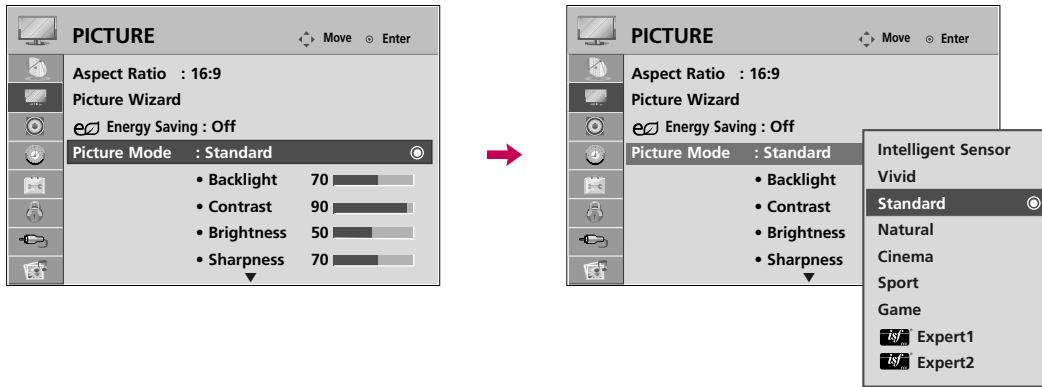 PICTURE
Move
Enter
Aspect Ratio : 16:9
Picture Wizard
Energy Saving : Off
Picture Mode : Standard
• Backlight 70
• Contrast 90
• Brightness 50
• Sharpness 70
PICTURE
Move
Enter
Aspect Ratio : 16:9
Picture Wizard
Energy Saving : Off
Picture Mode : Standard
• Backlight
• Contrast
• Brightness
• Sharpness
Intelligent Sensor
Vivid
Standard
Natural
Cinema
Sport
Game
isf Expert1
isf Expert2